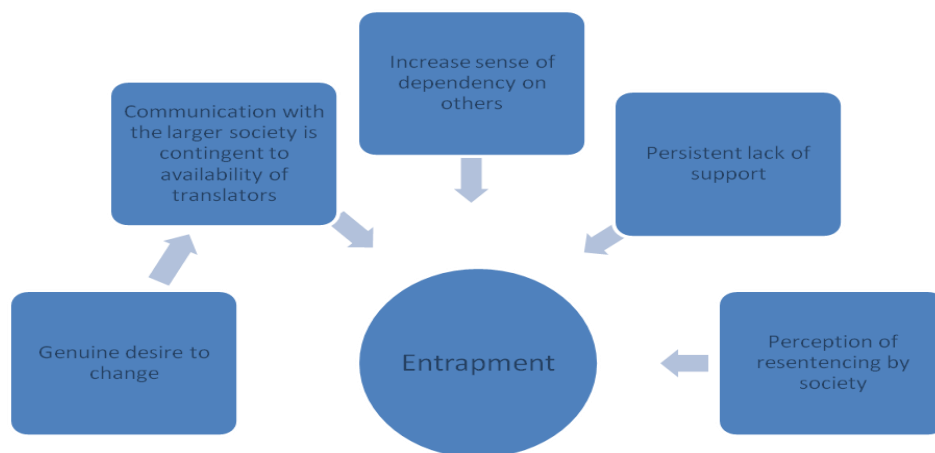 Increase sense of
dependency on
others
Communication with
the larger society is
contingent to
availability of
translators
Persistent lack of
support
Genuine desire to
change
Entrapment
Perception of
resentencing by
society